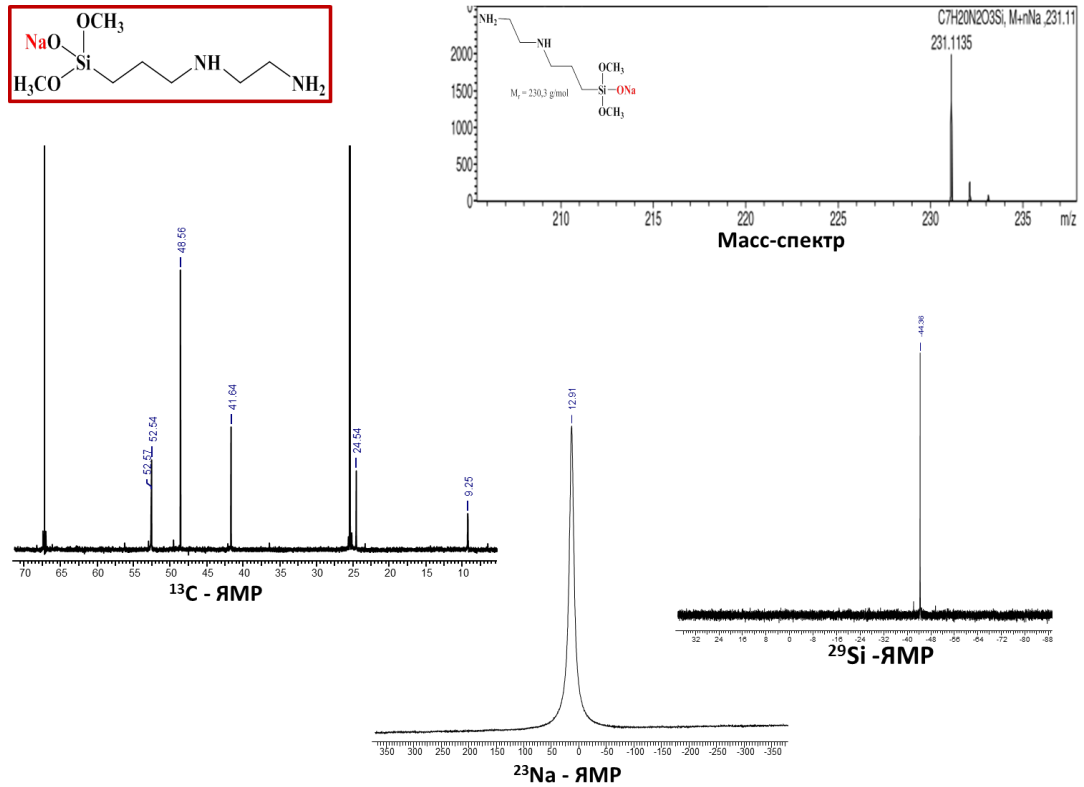 OCH₃
NaO
Si
NH
H₃CO
NH₂
C7H20N2O3Si, M+nNa ,231.11
231.1135
NH₂
NH
OCH₃
Si—ONa
OCH₃
Mᵣ = 230,3 g/mol
2000
1500
1000
500
0
210 215 220 225 230 235 m/z
Масс-спектр
52.57
52.54
48.56
41.64
24.54
9.25
70 65 60 55 50 45 40 35 30 25 20 15 10
¹³C - ЯМР
12.91
350 300 250 200 150 100 50 0 -50 -100 -150 -200 -250 -300 -350
²³Na - ЯМР
-44.36
32 24 16 8 0 -8 -16 -24 -32 -40 -48 -56 -64 -72 -80 -88
²⁹Si -ЯМР